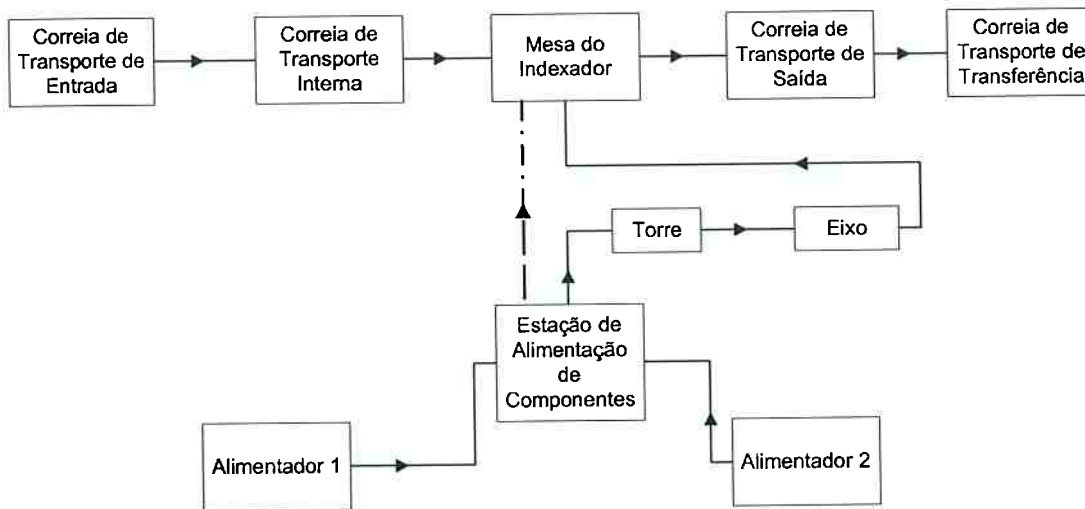 Correia de
Transporte de
Entrada
Correia de
Transporte
Interna
Mesa do
Indexador
Correia de
Transporte de
Saída
Correia de
Transporte de
Transferência
Torre
Eixo
Estação de
Alimentação
de
Componentes
Alimentador 1
Alimentador 2